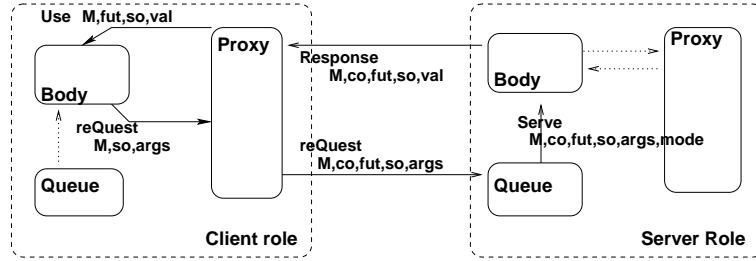 Use M,fut,so,val
Proxy
Body
reQuest
M,so,args
Queue
Client role
Response
M,co,fut,so,val
reQuest
M,co,fut,so,args
Proxy
Body
Serve
M,co,fut,so,args,mode
Queue
Server Role